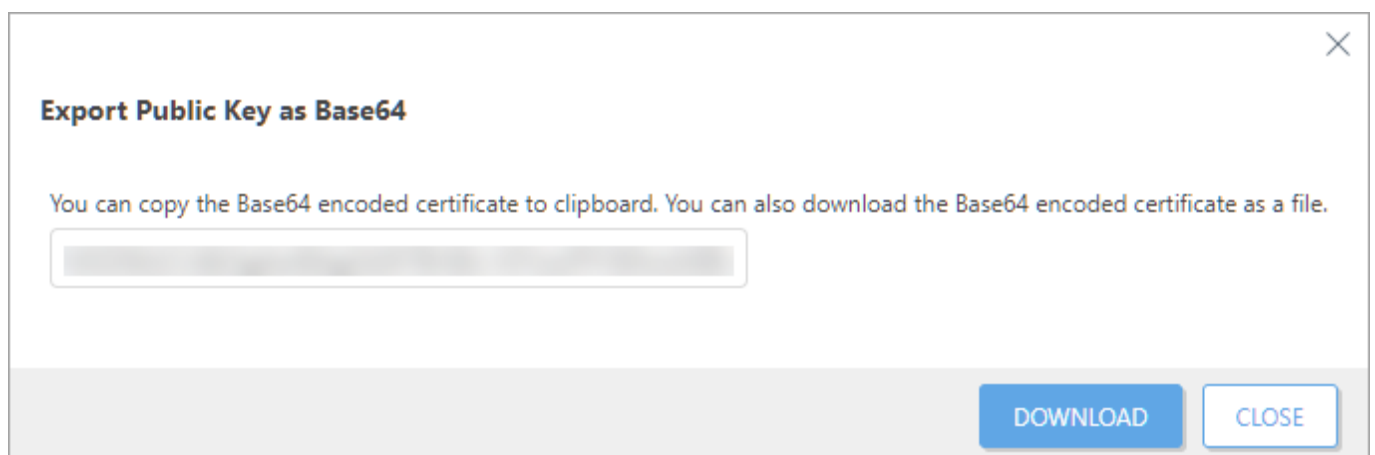 Export Public Key as Base64
You can copy the Base64 encoded certificate to clipboard. You can also download the Base64 encoded certificate as a file.
DOWNLOAD
CLOSE